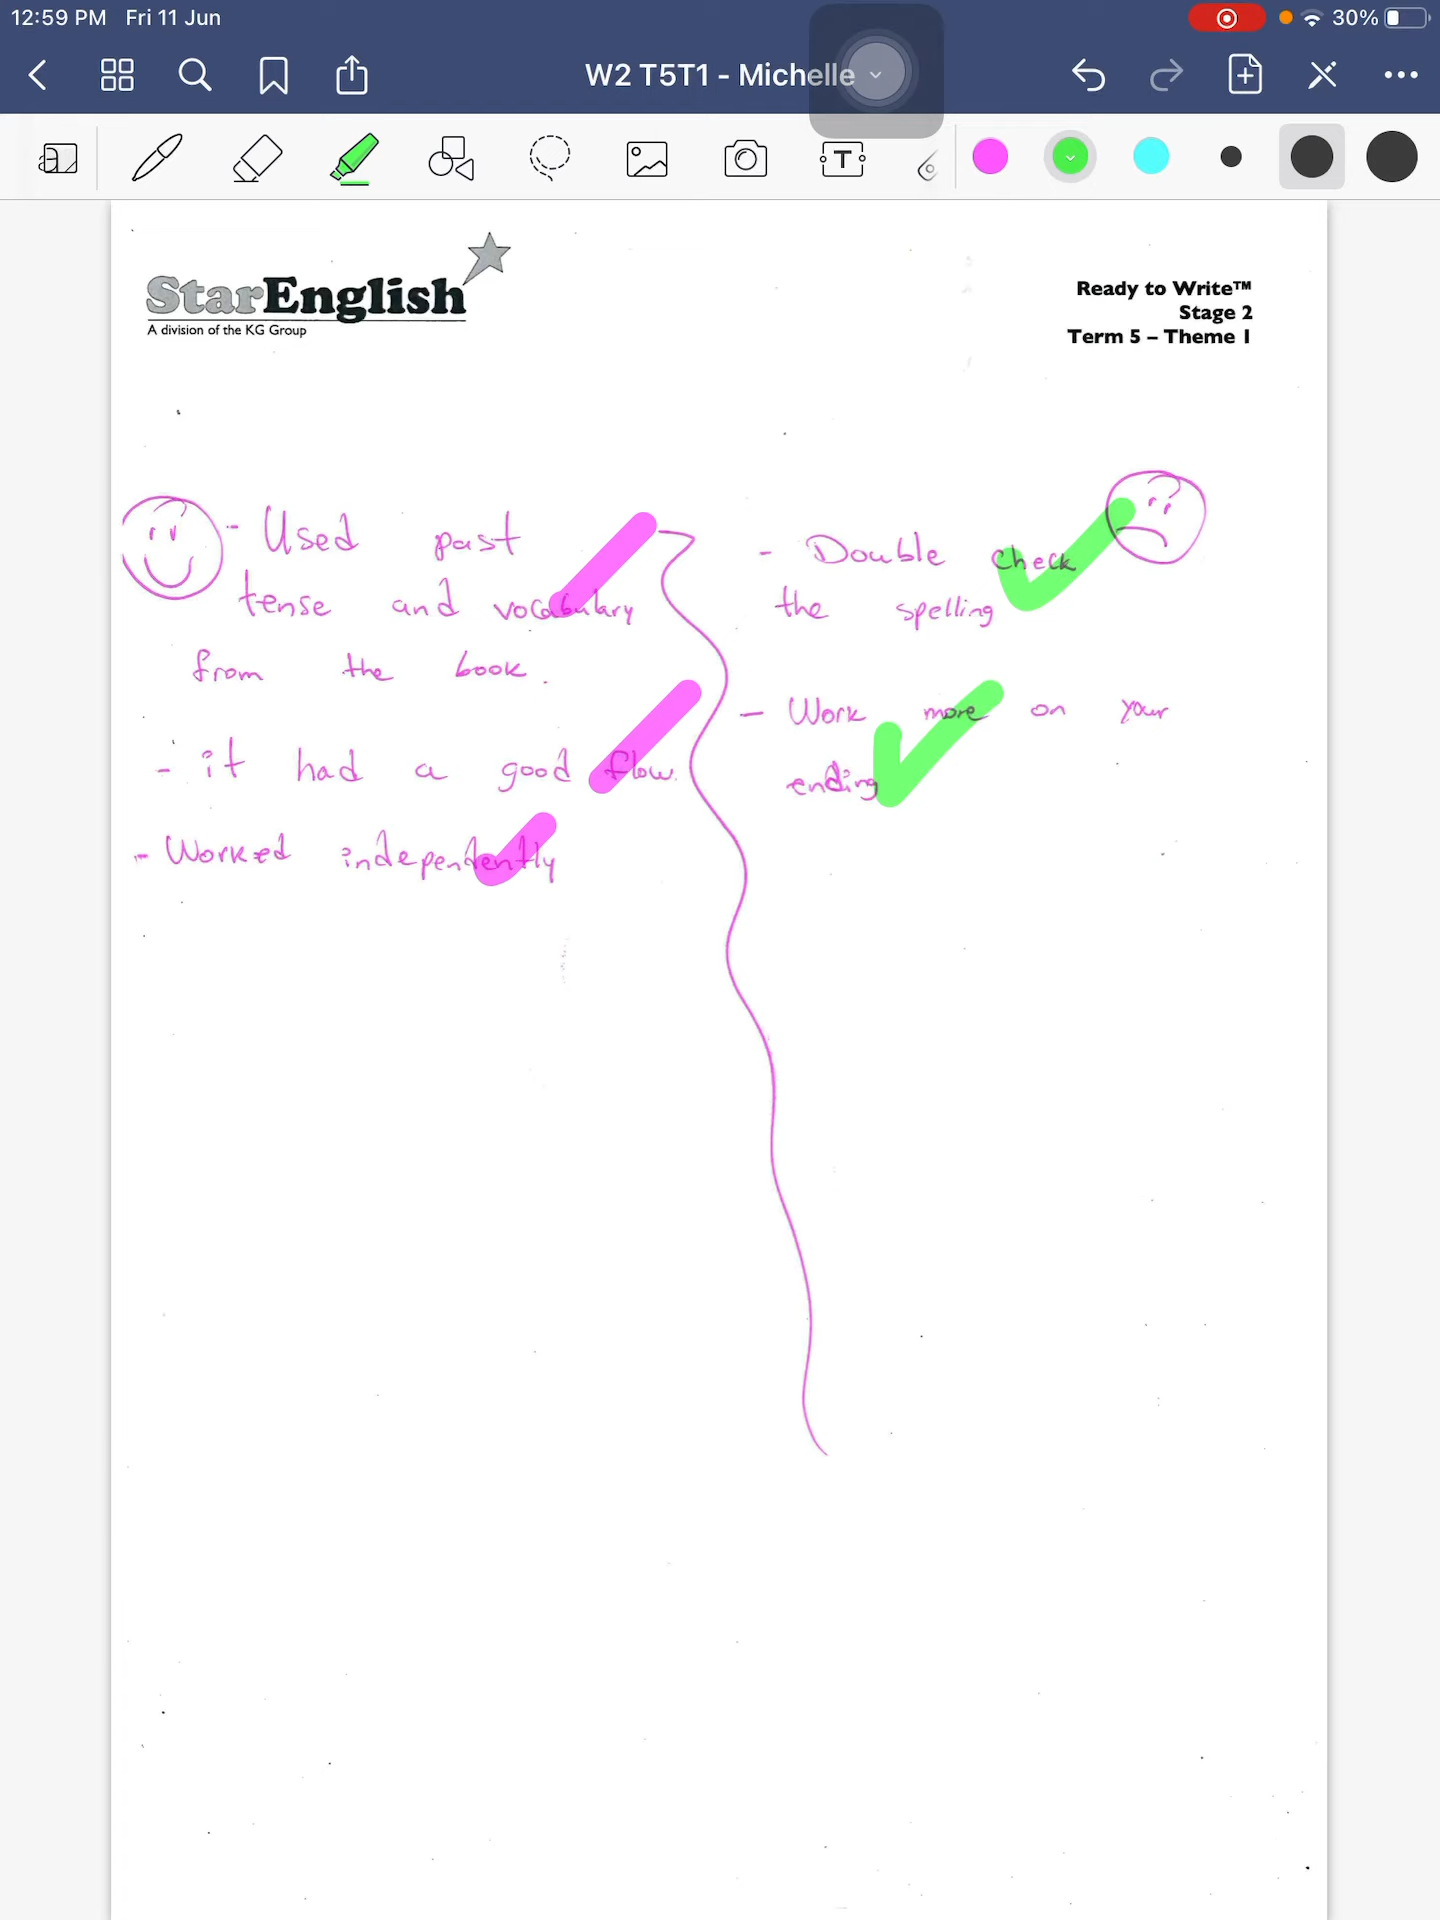 12:59 PM Fri 11 Jun
30%
W2 T5T1 - Michelle
StarEnglish
A division of the KG Group
Ready to Write™
Stage 2
Term 5 – Theme 1
- Used past
tense and vocabulary
from the book.
- it had a good flow.
- Worked independently
- Double check
the spelling
- Work more on your
ending